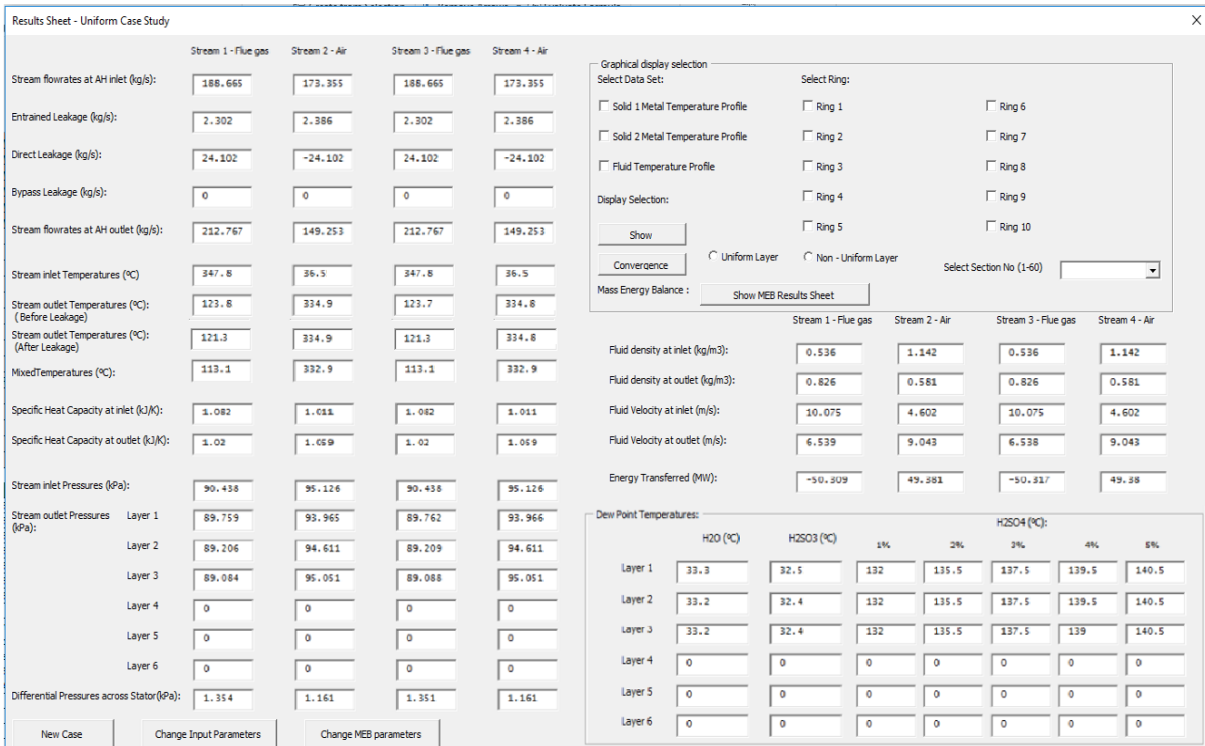 Results Sheet - Uniform Case Study
Stream 1 - Flue gas Stream 2 - Air Stream 3 - Flue gas Stream 4 - Air
Stream flowrates at AH inlet (kg/s): 188.665 173.355 188.665 173.355
Entrained Leakage (kg/s): 2.302 2.386 2.302 2.386
Direct Leakage (kg/s): 24.102 -24.102 24.102 -24.102
Bypass Leakage (kg/s): 0 0 0 0
Stream flowrates at AH outlet (kg/s): 212.767 149.253 212.767 149.253
Stream inlet Temperatures (ºC) 347.8 36.5 347.8 36.5
Stream outlet Temperatures (ºC): 123.8 334.9 123.7 334.8
(Before Leakage)
Stream outlet Temperatures (ºC): 121.3 334.9 121.3 334.8
(After Leakage)
MixedTemperatures (ºC): 113.1 332.9 113.1 332.9
Specific Heat Capacity at inlet (kJ/K): 1.082 1.011 1.082 1.011
Specific Heat Capacity at outlet (kJ/K): 1.02 1.059 1.02 1.059
Stream inlet Pressures (kPa): 90.438 95.126 90.438 95.126
Stream outlet Pressures Layer 1 89.759 93.965 89.762 93.966
(kPa):
Layer 2 89.206 94.611 89.209 94.611
Layer 3 89.084 95.051 89.088 95.051
Layer 4 0 0 0 0
Layer 5 0 0 0 0
Layer 6 0 0 0 0
Differential Pressures across Stator(kPa): 1.354 1.161 1.351 1.161
New Case Change Input Parameters Change MEB parameters
Graphical display selection
Select Data Set: Select Ring:
Solid 1 Metal Temperature Profile Ring 1 Ring 6
Solid 2 Metal Temperature Profile Ring 2 Ring 7
Fluid Temperature Profile Ring 3 Ring 8
Display Selection: Ring 4 Ring 9
Show Ring 5 Ring 10
Convergence Uniform Layer Non - Uniform Layer Select Section No (1-60)
Mass Energy Balance : Show MEB Results Sheet
Stream 1 - Flue gas Stream 2 - Air Stream 3 - Flue gas Stream 4 - Air
Fluid density at inlet (kg/m3): 0.536 1.142 0.536 1.142
Fluid density at outlet (kg/m3): 0.826 0.581 0.826 0.581
Fluid Velocity at inlet (m/s): 10.075 4.602 10.075 4.602
Fluid Velocity at outlet (m/s): 6.539 9.043 6.538 9.043
Energy Transferred (MW): -50.309 49.381 -50.317 49.38
Dew Point Temperatures:
H2SO4 (ºC):
H2O (ºC) H2SO3 (ºC) 1% 2% 3% 4% 5%
Layer 1 33.3 32.5 132 135.5 137.5 139.5 140.5
Layer 2 33.2 32.4 132 135.5 137.5 139.5 140.5
Layer 3 33.2 32.4 132 135.5 137.5 139 140.5
Layer 4 0 0 0 0 0 0 0
Layer 5 0 0 0 0 0 0 0
Layer 6 0 0 0 0 0 0 0